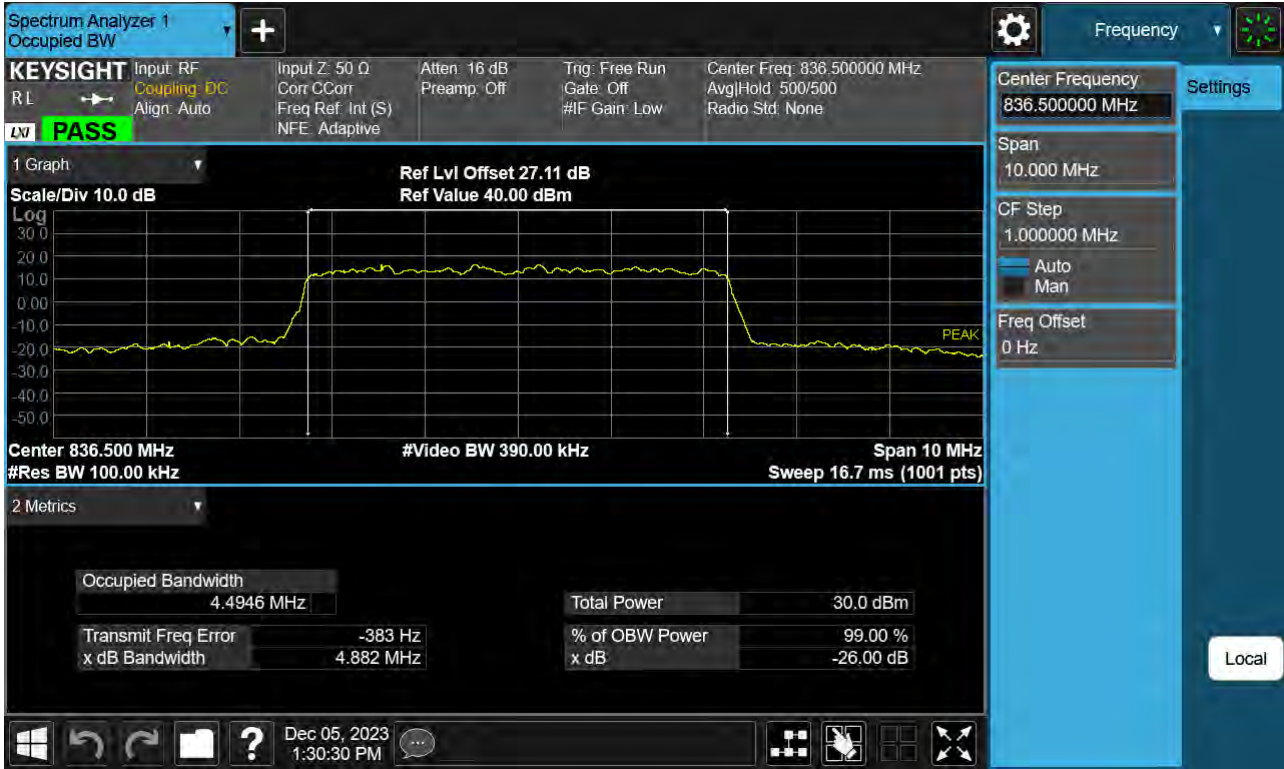 Spectrum Analyzer 1
Occupied BW
+
Frequency
KEYSIGHT
RL
LXI
PASS
Input: RF
Coupling: DC
Align: Auto
Input Z: 50 Ω
Corr CCorr
Freq Ref: Int (S)
NFE: Adaptive
Atten: 16 dB
Preamp: Off
Trig: Free Run
Gate: Off
#IF Gain: Low
Center Freq: 836.500000 MHz
Avg|Hold: 500/500
Radio Std: None
Center Frequency
836.500000 MHz
Settings
Span
10.000 MHz
CF Step
1.000000 MHz
Auto
Man
Freq Offset
0 Hz
Local
1 Graph
Scale/Div 10.0 dB
Ref Lvl Offset 27.11 dB
Ref Value 40.00 dBm
Log
30.0
20.0
10.0
0.00
-10.0
-20.0
-30.0
-40.0
-50.0
PEAK
Center 836.500 MHz
#Video BW 390.00 kHz
Span 10 MHz
#Res BW 100.00 kHz
Sweep 16.7 ms (1001 pts)
2 Metrics
Occupied Bandwidth
4.4946 MHz
Total Power 30.0 dBm
Transmit Freq Error -383 Hz
% of OBW Power 99.00 %
x dB Bandwidth 4.882 MHz
x dB -26.00 dB
?
Dec 05, 2023
1:30:30 PM